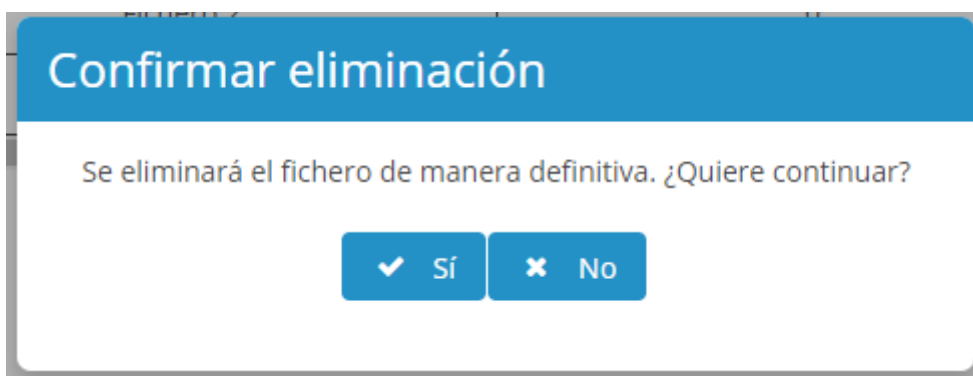 Confirmar eliminación
Se eliminará el fichero de manera definitiva. ¿Quiere continuar?
Sí No